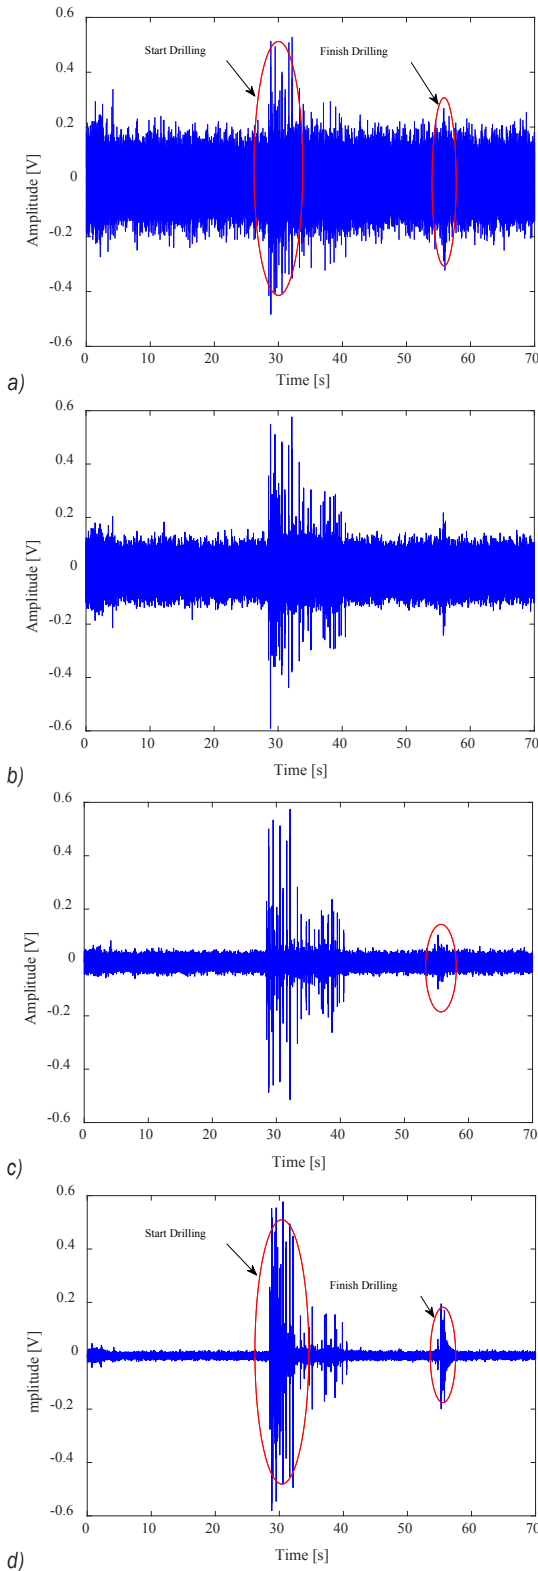 0.6
Start Drilling
Finish Drilling
0.4
0.2
0
-0.2
-0.4
-0.6
Amplitude [V]
0 10 20 30 40 50 60 70
Time [s]
a)
0.6
0.4
0.2
0
-0.2
-0.4
-0.6
Amplitude [V]
0 10 20 30 40 50 60 70
Time [s]
b)
0.6
0.4
0.2
0
-0.2
-0.4
-0.6
Amplitude [V]
0 10 20 30 40 50 60 70
Time [s]
c)
0.6
Start Drilling
0.4
Finish Drilling
0.2
0
-0.2
-0.4
-0.6
mplitude [V]
0 10 20 30 40 50 60 70
Time [s]
d)